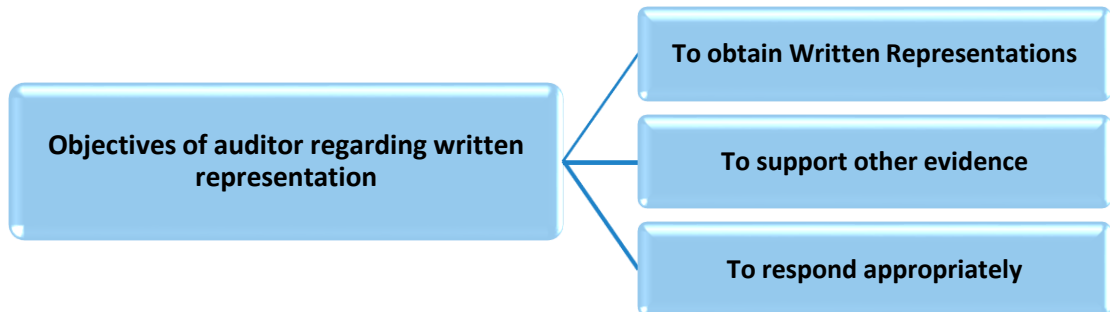 Objectives of auditor regarding written
representation
To obtain Written Representations
To support other evidence
To respond appropriately